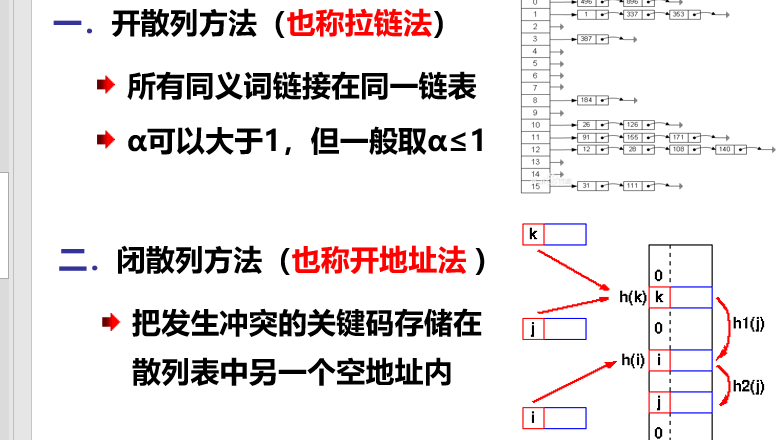 一．开散列方法（也称拉链法）
所有同义词链接在同一链表
α可以大于1，但一般取α≤1
0 496 896
1 1 337 353
2
3 387
4
5
6
7
8 184
9
10 26 126
11 91 155 171
12 12 28 108 140
13
14
15 31 111
二．闭散列方法（也称开地址法 ）
把发生冲突的关键码存储在
散列表中另一个空地址内
k
0
h(k) k
j
0
h1(j)
h(i) i
h2(j)
j
i
0